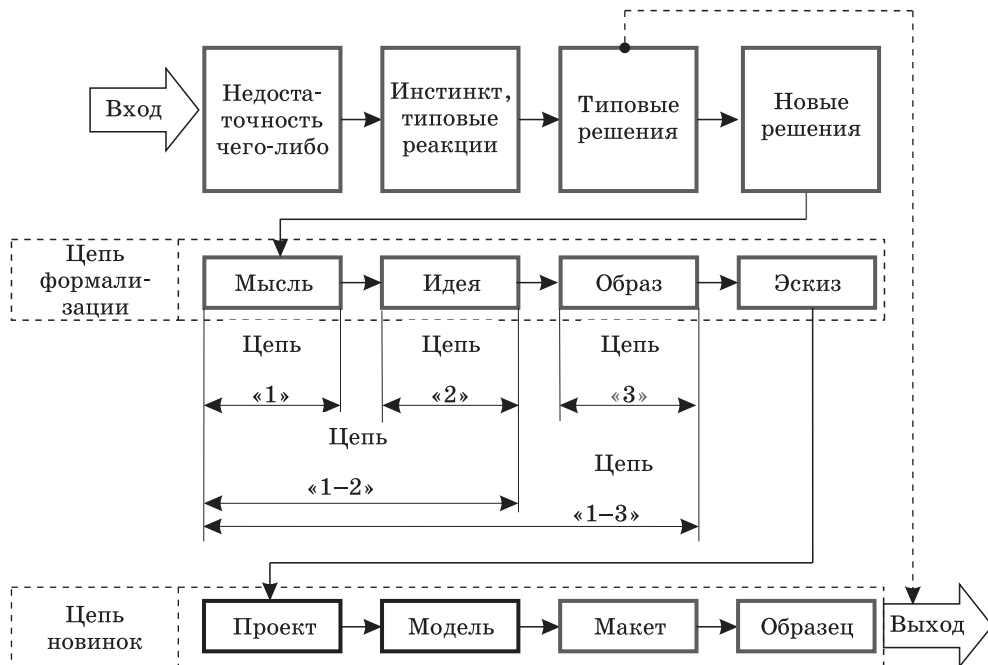 Вход
Недоста-
точность
чего-либо
Инстинкт,
типовые
реакции
Типовые
решения
Новые
решения
Цепь
формали-
зации
Мысль
Идея
Образ
Эскиз
Цепь
Цепь
Цепь
«1»
«2»
«3»
Цепь
Цепь
«1–2»
«1–3»
Цепь
новинок
Проект
Модель
Макет
Образец
Выход